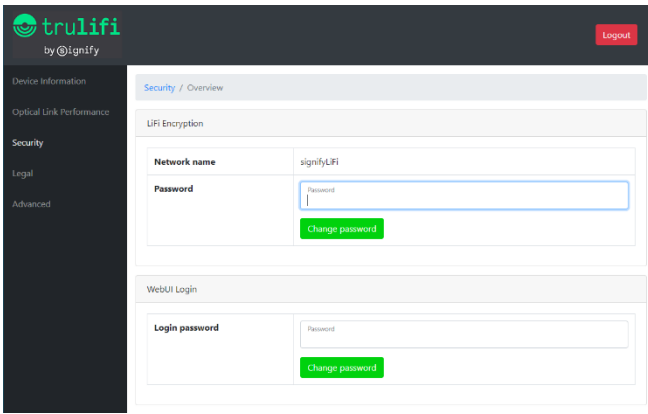 trulifi
by Signify
Logout
Device Information
Optical Link Performance
Security
Legal
Advanced
Security / Overview
LiFi Encryption
Network name signifyLiFi
Password Password
Change password
WebUI Login
Login password Password
Change password